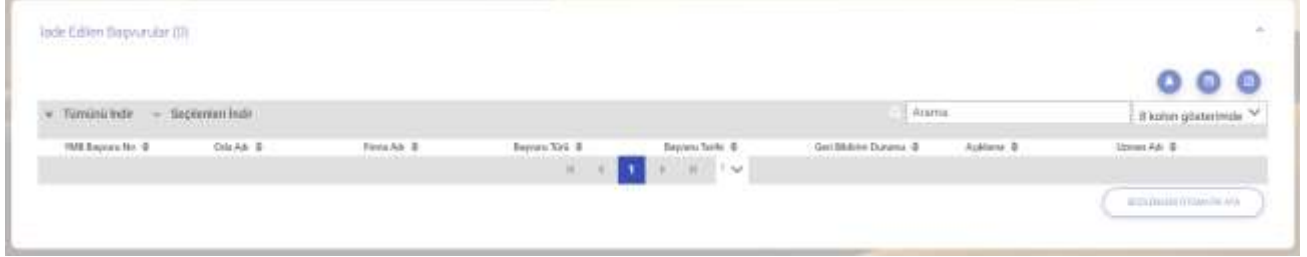 İade Edilen Başvurular (0)
Tümünü İndir Seçilenleri İndir Arama 8 kolon gösterimde
YMB Başvuru No Oda Adı Firma Adı Başvuru Türü Başvuru Tarihi Geri Bildirim Durumu Açıklama Uzman Adı
1